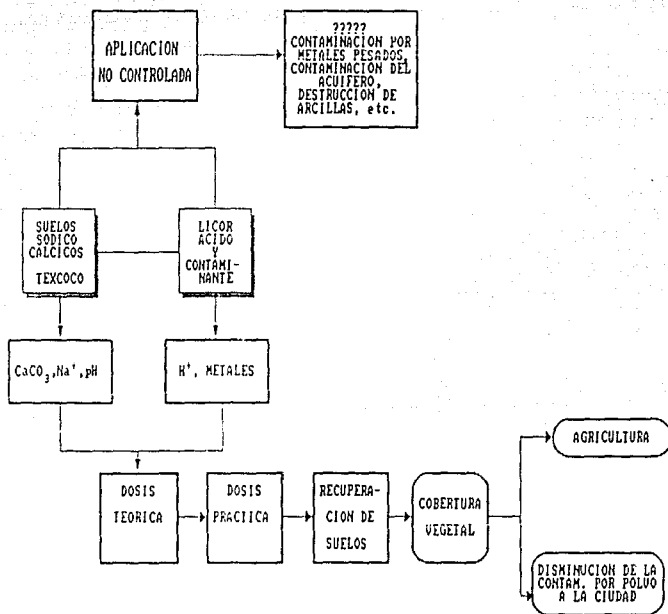 APLICACION
NO CONTROLADA
?????
CONTAMINACION POR
METALES PESADOS,
CONTAMINACION DEL
ACUIFERO,
DESTRUCCION DE
ARCILLAS, etc.
SUELOS
SODICO
CALCICOS
TEXCOCO
LICOR
ACIDO
Y
CONTAMI-
NANTE
CaCO3,Na+,pH
H+, METALES
DOSIS
TEORICA
DOSIS
PRACTICA
RECUPERA-
CION DE
SUELOS
COBERTURA
VEGETAL
AGRICULTURA
DISMINUCION DE LA
CONTAM. POR POLVO
A LA CIUDAD